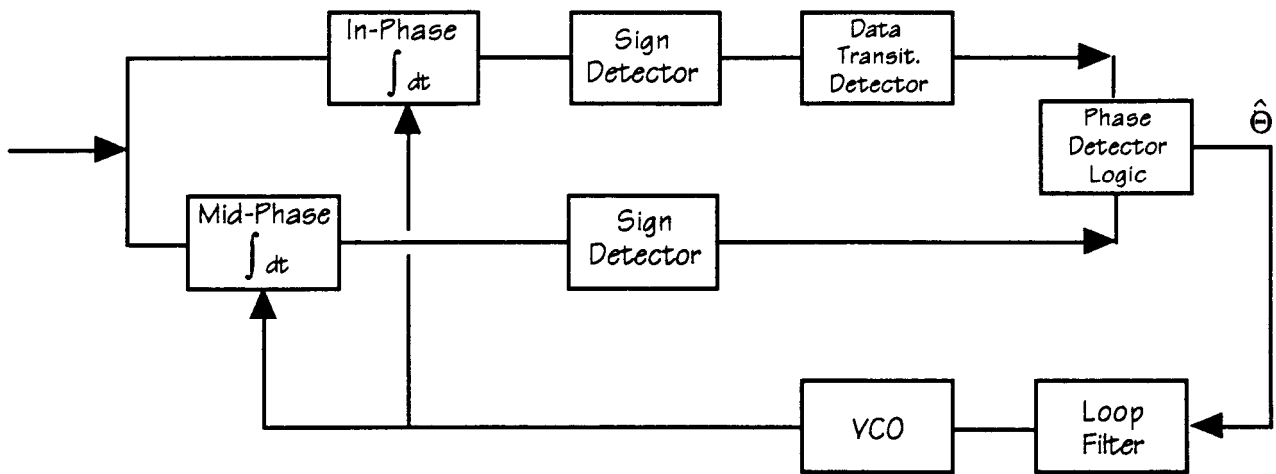 In-Phase
∫ dt
Sign
Detector
Data
Transit.
Detector
Phase
Detector
Logic
Θ̂
Mid-Phase
∫ dt
Sign
Detector
VCO
Loop
Filter